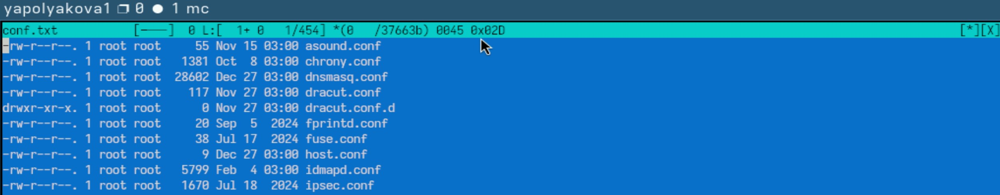 yapolyakova1 ❐ 0 ● 1 mc
conf.txt           [----]  0 L:[  1+ 0   1/454] *(0   /37663b) 0045 0x02D                    [*][X]
-rw-r--r--. 1 root root     55 Nov 15 03:00 asound.conf
-rw-r--r--. 1 root root   1381 Oct  8 03:00 chrony.conf
-rw-r--r--. 1 root root  28602 Dec 27 03:00 dnsmasq.conf
-rw-r--r--. 1 root root    117 Nov 27 03:00 dracut.conf
drwxr-xr-x. 1 root root      0 Nov 27 03:00 dracut.conf.d
-rw-r--r--. 1 root root     20 Sep  5  2024 fprintd.conf
-rw-r--r--. 1 root root     38 Jul 17  2024 fuse.conf
-rw-r--r--. 1 root root      9 Dec 27 03:00 host.conf
-rw-r--r--. 1 root root   5799 Feb  4 03:00 idmapd.conf
-rw-r--r--. 1 root root   1670 Jul 18  2024 ipsec.conf